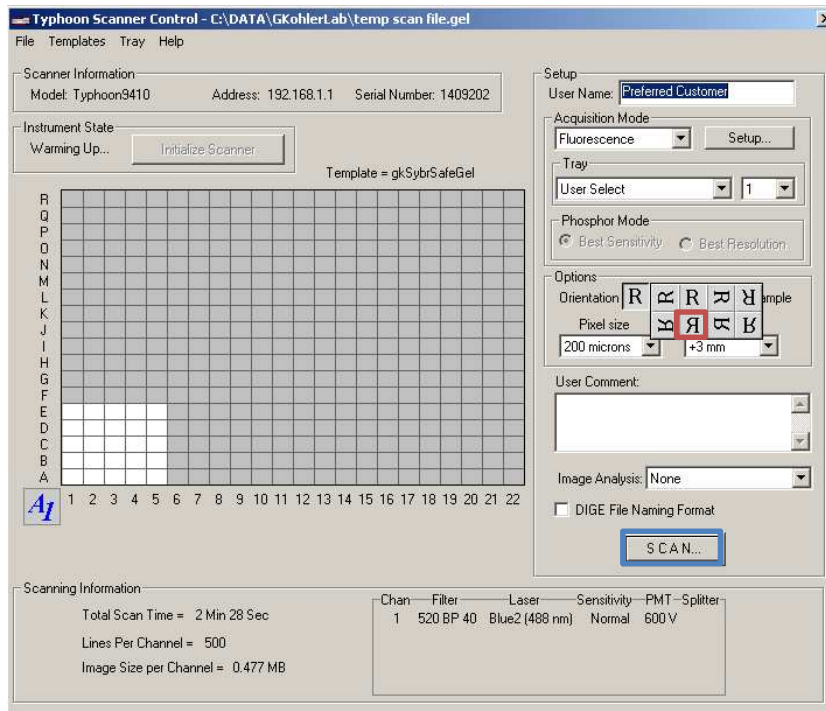 Typhoon Scanner Control - C:\DATA\GKohlerLab\temp scan file.gel
File Templates Tray Help
Scanner Information
Model: Typhoon9410 Address: 192.168.1.1 Serial Number: 1409202
Instrument State
Warming Up... Initialize Scanner
Template = gkSybrSafeGel
R
Q
P
O
N
M
L
K
J
I
H
G
F
E
D
C
B
A
A1 1 2 3 4 5 6 7 8 9 10 11 12 13 14 15 16 17 18 19 20 21 22
Setup
User Name: Preferred Customer
Acquisition Mode
Fluorescence Setup...
Tray
User Select 1
Phosphor Mode
Best Sensitivity Best Resolution
Options
Orientation R R R R R mple
Pixel size R R R R
200 microns +3 mm
User Comment:
Image Analysis: None
DIGE File Naming Format
SCAN...
Scanning Information
Total Scan Time = 2 Min 28 Sec
Lines Per Channel = 500
Image Size per Channel = 0.477 MB
Chan Filter Laser Sensitivity PMT Splitter
1 520 BP 40 Blue2 (488 nm) Normal 600 V